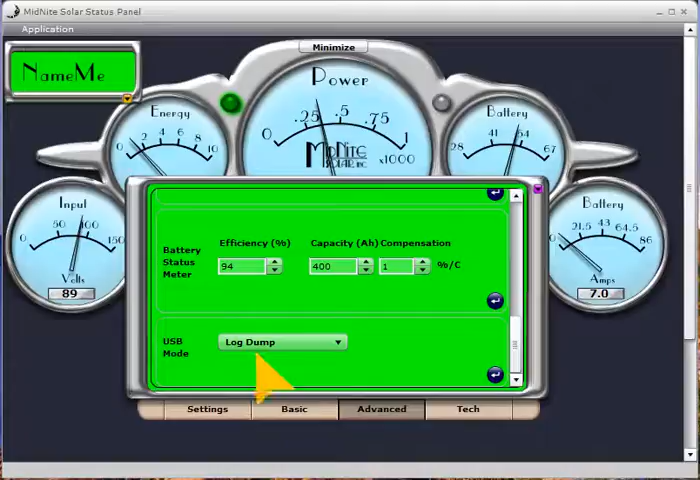 MidNite Solar Status Panel
Application
Minimize
NameMe
Power
0 .25 .5 .75 1
MidNite
Solar Inc
x1000
Energy
0 2 4 6 8 10
Battery
28 41 54 67
Input
0 50 100 150
Volts
89
Battery
0 21.5 43 64.5 86
Amps
7.0
Efficiency (%) Capacity (Ah) Compensation
Battery
Status
Meter
94 400 1 %/C
USB
Mode
Log Dump
Settings Basic Advanced Tech